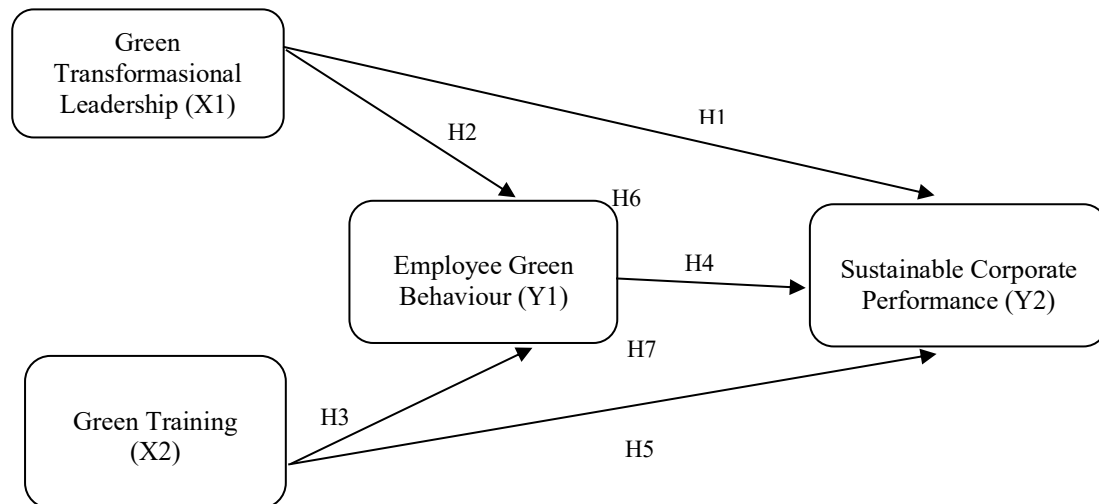 Green
Transformasional
Leadership (X1)
H1
H2
H6
Employee Green
Behaviour (Y1)
H4
Sustainable Corporate
Performance (Y2)
H7
Green Training
(X2)
H3
H5